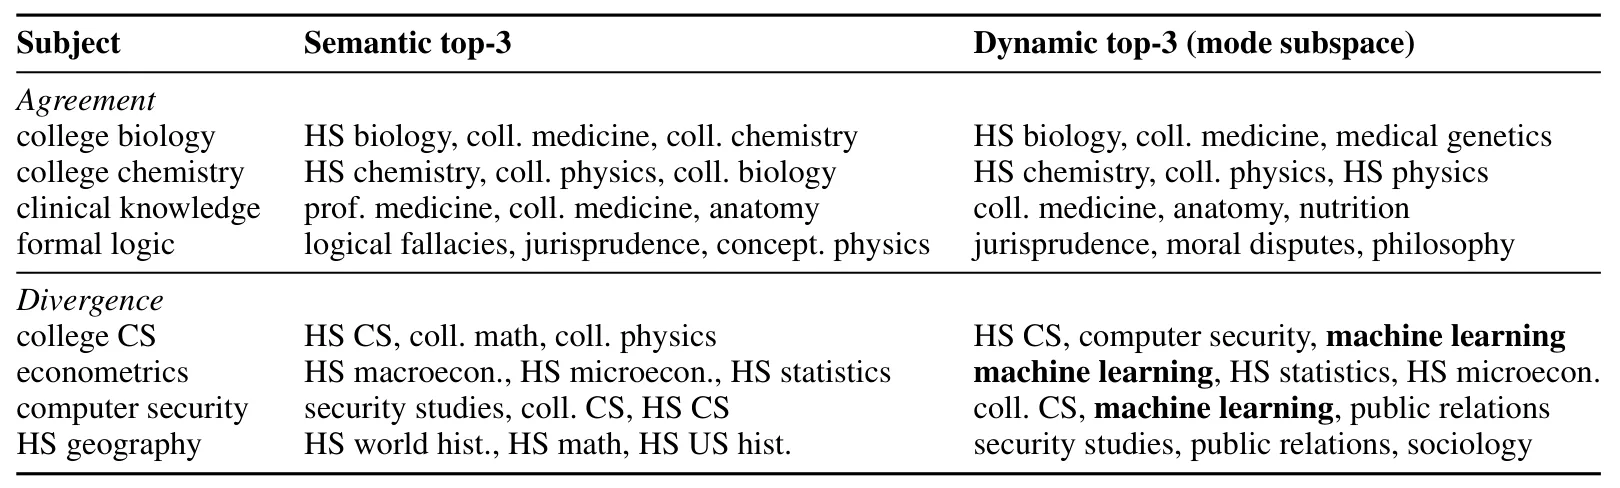 Subject Semantic top-3 Dynamic top-3 (mode subspace)
Agreement
college biology HS biology, coll. medicine, coll. chemistry HS biology, coll. medicine, medical genetics
college chemistry HS chemistry, coll. physics, coll. biology HS chemistry, coll. physics, HS physics
clinical knowledge prof. medicine, coll. medicine, anatomy coll. medicine, anatomy, nutrition
formal logic logical fallacies, jurisprudence, concept. physics jurisprudence, moral disputes, philosophy
Divergence
college CS HS CS, coll. math, coll. physics HS CS, computer security, machine learning
econometrics HS macroecon., HS microecon., HS statistics machine learning, HS statistics, HS microecon.
computer security security studies, coll. CS, HS CS coll. CS, machine learning, public relations
HS geography HS world hist., HS math, HS US hist. security studies, public relations, sociology